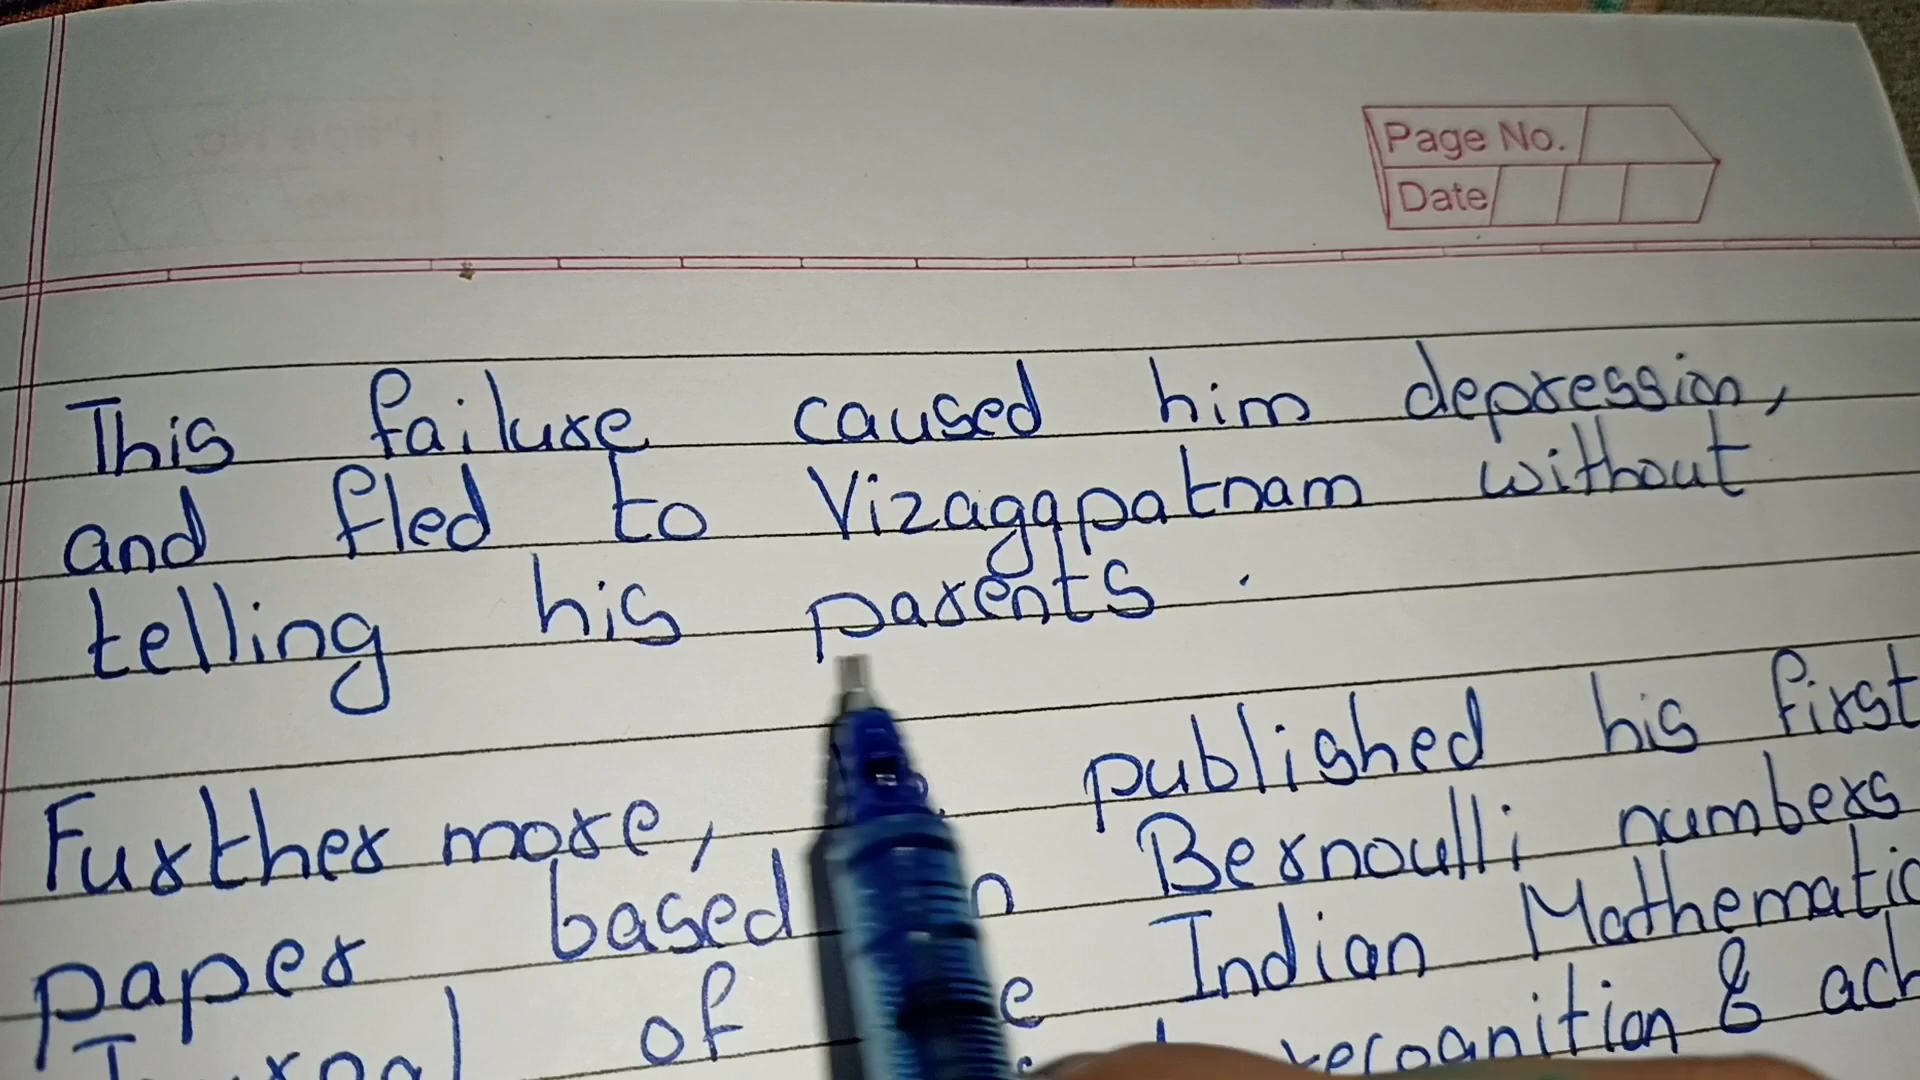 Page No.
Date
This failure caused him depression,
and fled to Vizagapatnam without
telling his parents.
Further more, published his first
paper based Bernoulli numbers
of Indian Mathematic
recognition & ach